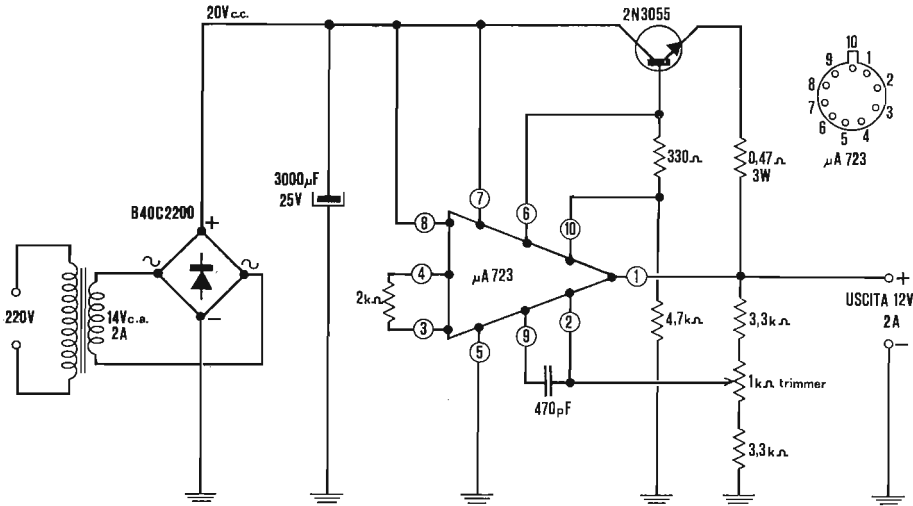 20V c.c.
2N3055
10
9
1
8
2
7
3
6
5
4
µA 723
330Ω
0,47Ω
3W
3000µF
25V
B40C2200
+
~
~
−
220V
14V c.a.
2A
7
6
8
10
4
µA 723
1
2kΩ
3
5
9
2
470pF
4,7kΩ
3,3kΩ
1kΩ trimmer
3,3kΩ
+
USCITA 12V
2A
−